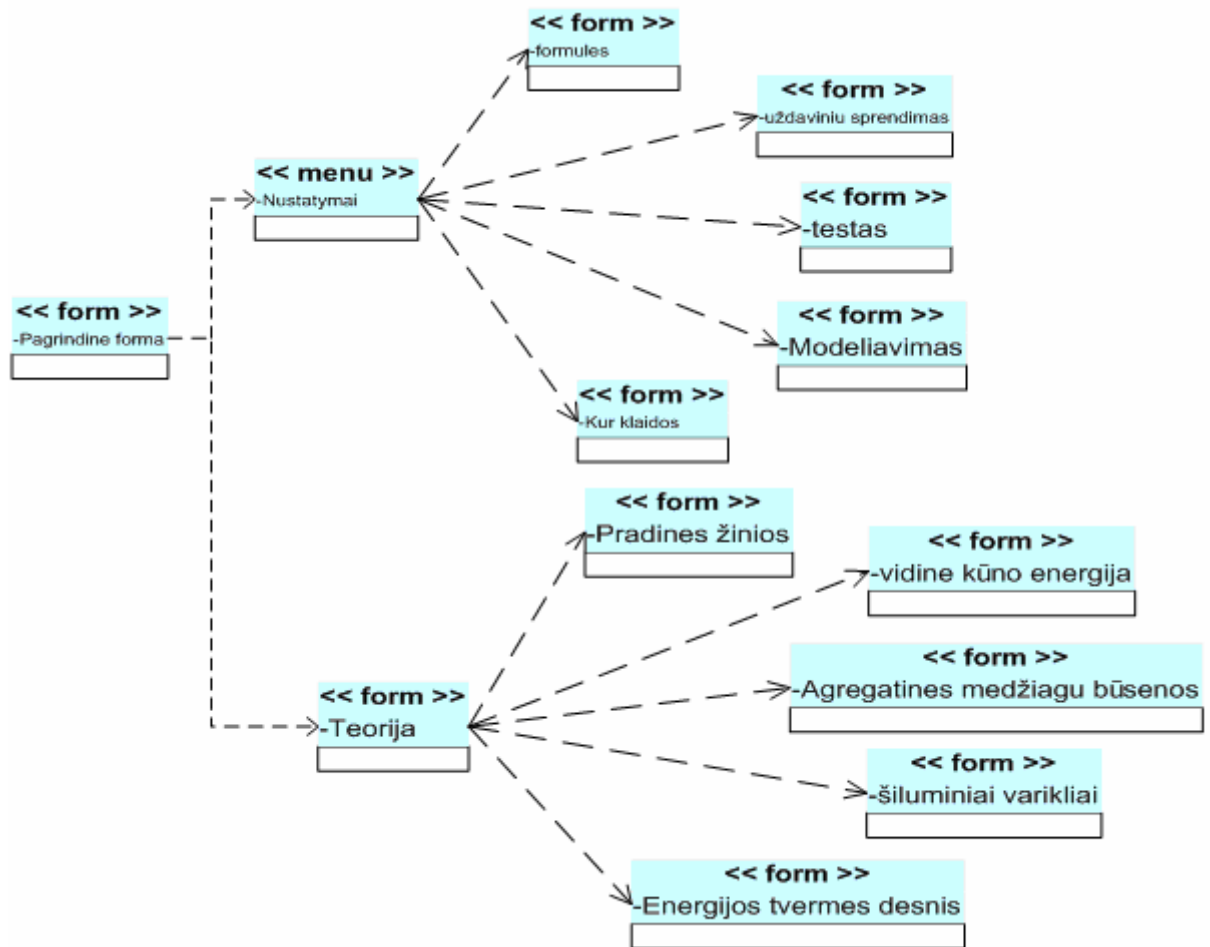 << form >>
-formules
<< form >>
-uždaviniu sprendimas
<< menu >>
-Nustatymai
<< form >>
-testas
<< form >>
-Pagrindine forma
<< form >>
-Modeliavimas
<< form >>
-Kur klaidos
<< form >>
-Pradines žinios
<< form >>
-vidine kūno energija
<< form >>
-Agregatines medžiagu būsenos
<< form >>
-Teorija
<< form >>
-šiluminiai varikliai
<< form >>
-Energijos tvermes desnis